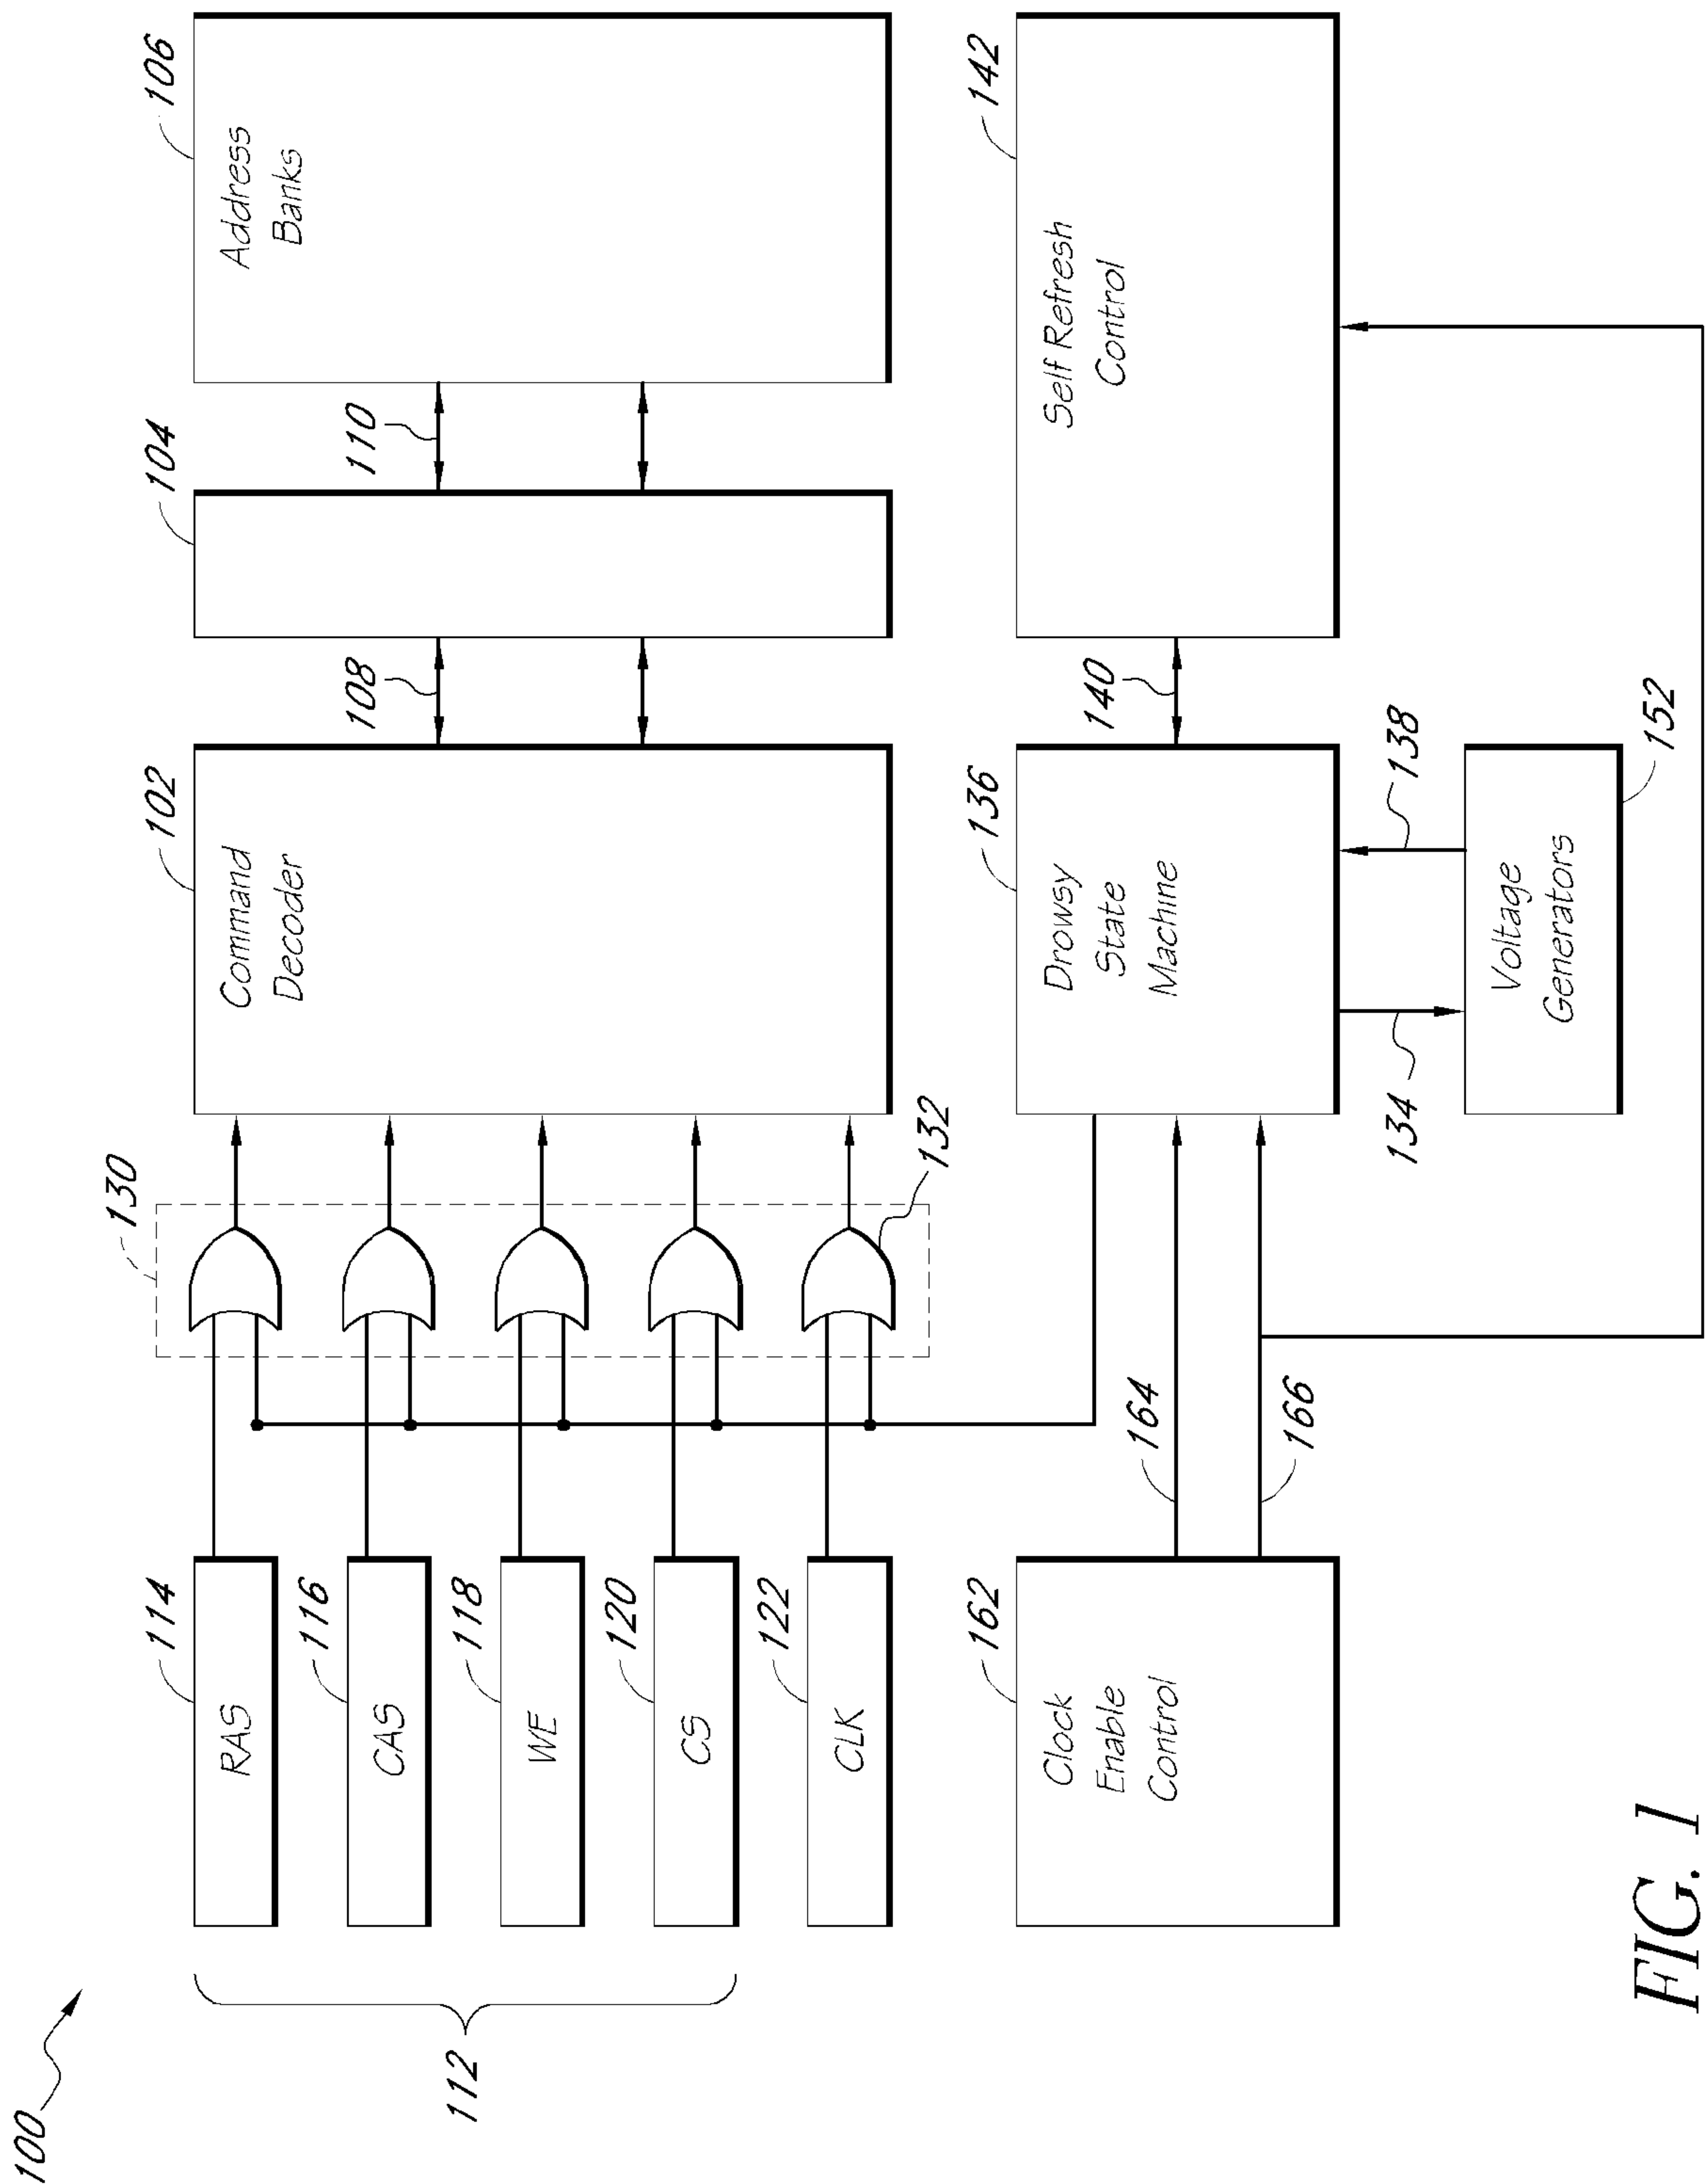 100
112
114
RAS
116
CAS
118
WE
120
CS
122
CLK
130
132
102
Command
Decoder
108
104
110
106
Address
Banks
162
Clock
Enable
Control
164
166
136
Drowsy
State
Machine
134
138
Voltage
Generators
152
140
142
Self Refresh
Control
FIG. 1